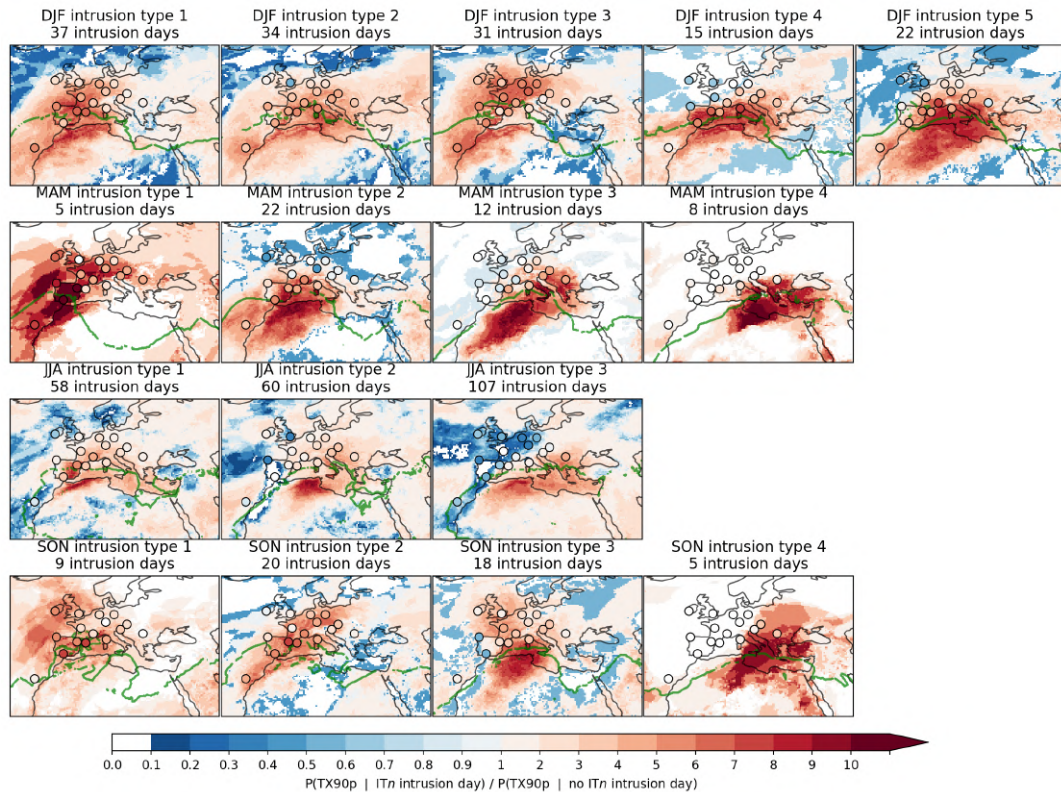 DJF intrusion type 1
37 intrusion days
DJF intrusion type 2
34 intrusion days
DJF intrusion type 3
31 intrusion days
DJF intrusion type 4
15 intrusion days
DJF intrusion type 5
22 intrusion days
MAM intrusion type 1
5 intrusion days
MAM intrusion type 2
22 intrusion days
MAM intrusion type 3
12 intrusion days
MAM intrusion type 4
8 intrusion days
JJA intrusion type 1
58 intrusion days
JJA intrusion type 2
60 intrusion days
JJA intrusion type 3
107 intrusion days
SON intrusion type 1
9 intrusion days
SON intrusion type 2
20 intrusion days
SON intrusion type 3
18 intrusion days
SON intrusion type 4
5 intrusion days
0.0 0.1 0.2 0.3 0.4 0.5 0.6 0.7 0.8 0.9 1 2 3 4 5 6 7 8 9 10
P(TX90p | ITn intrusion day) / P(TX90p | no ITn intrusion day)